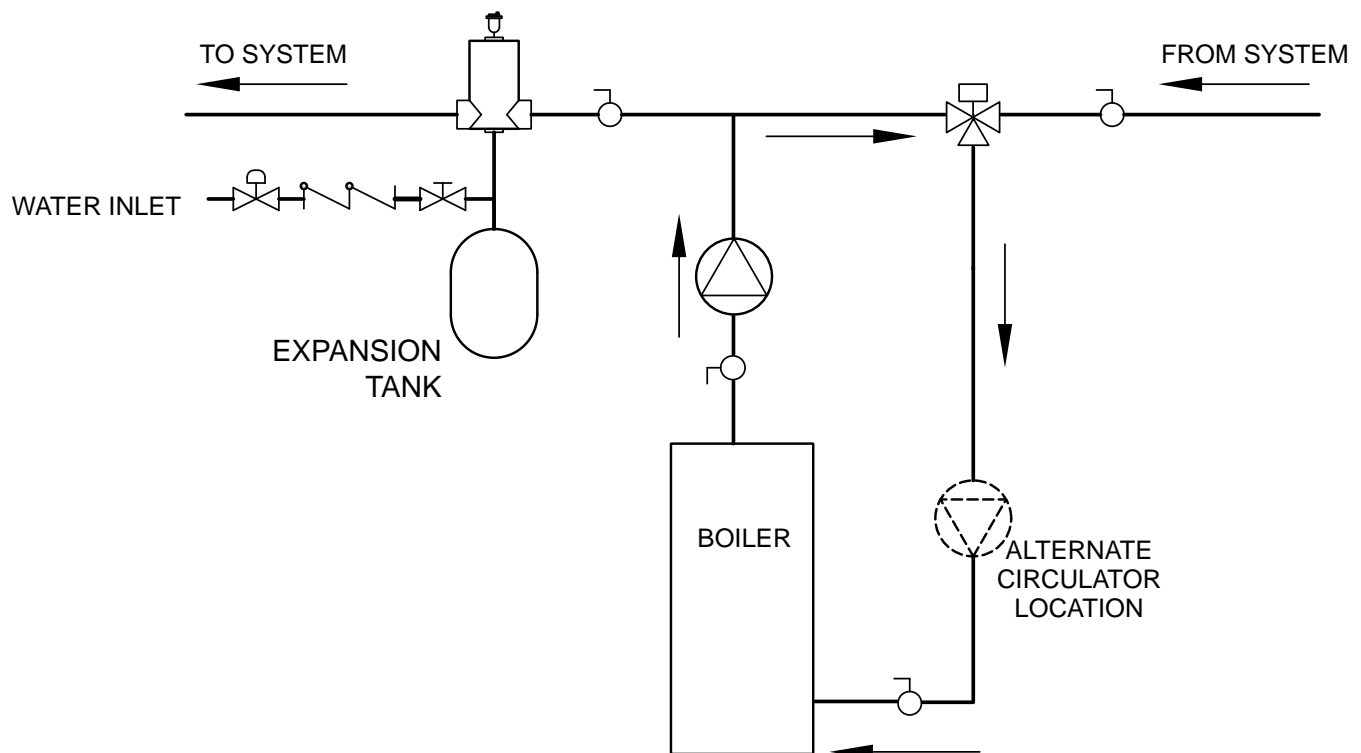 TO SYSTEM
FROM SYSTEM
WATER INLET
EXPANSION
TANK
BOILER
ALTERNATE
CIRCULATOR
LOCATION